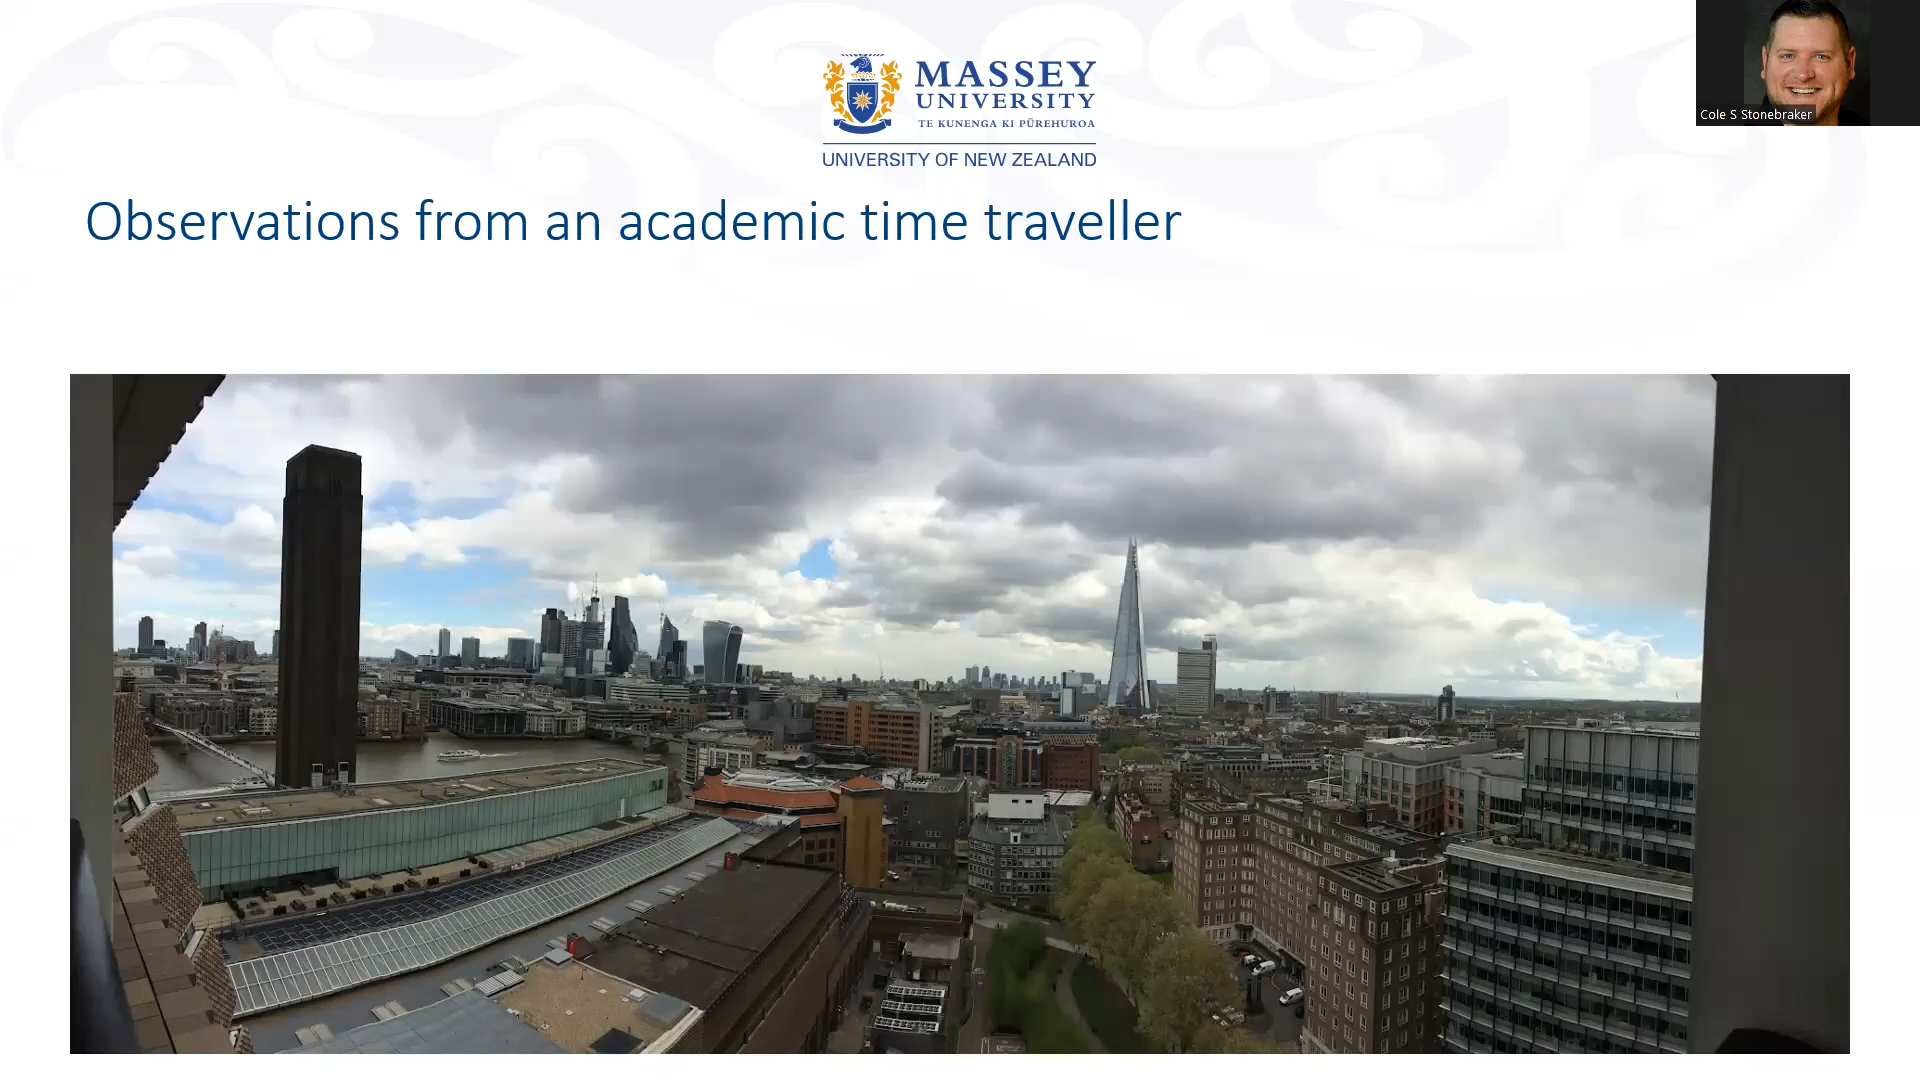 MASSEY
UNIVERSITY
TE KUNENGA KI PŪREHUROA
UNIVERSITY OF NEW ZEALAND
Cole S Stonebraker
Observations from an academic time traveller